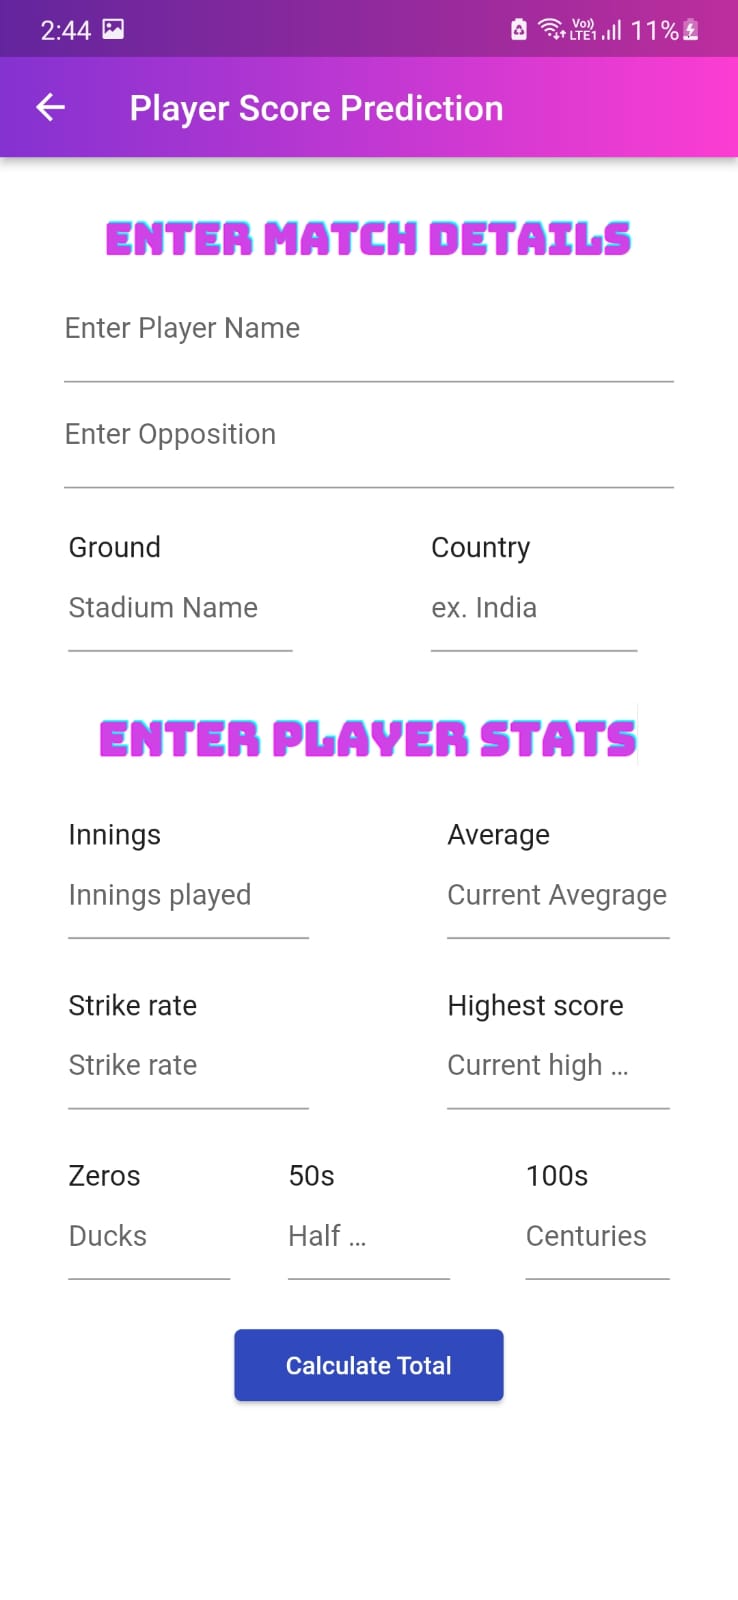 2:44 Vo) LTE1 11%
Player Score Prediction
ENTER MATCH DETAILS
Enter Player Name
Enter Opposition
Ground Country
Stadium Name ex. India
ENTER PLAYER STATS
Innings Average
Innings played Current Avegrage
Strike rate Highest score
Strike rate Current high ...
Zeros 50s 100s
Ducks Half ... Centuries
Calculate Total